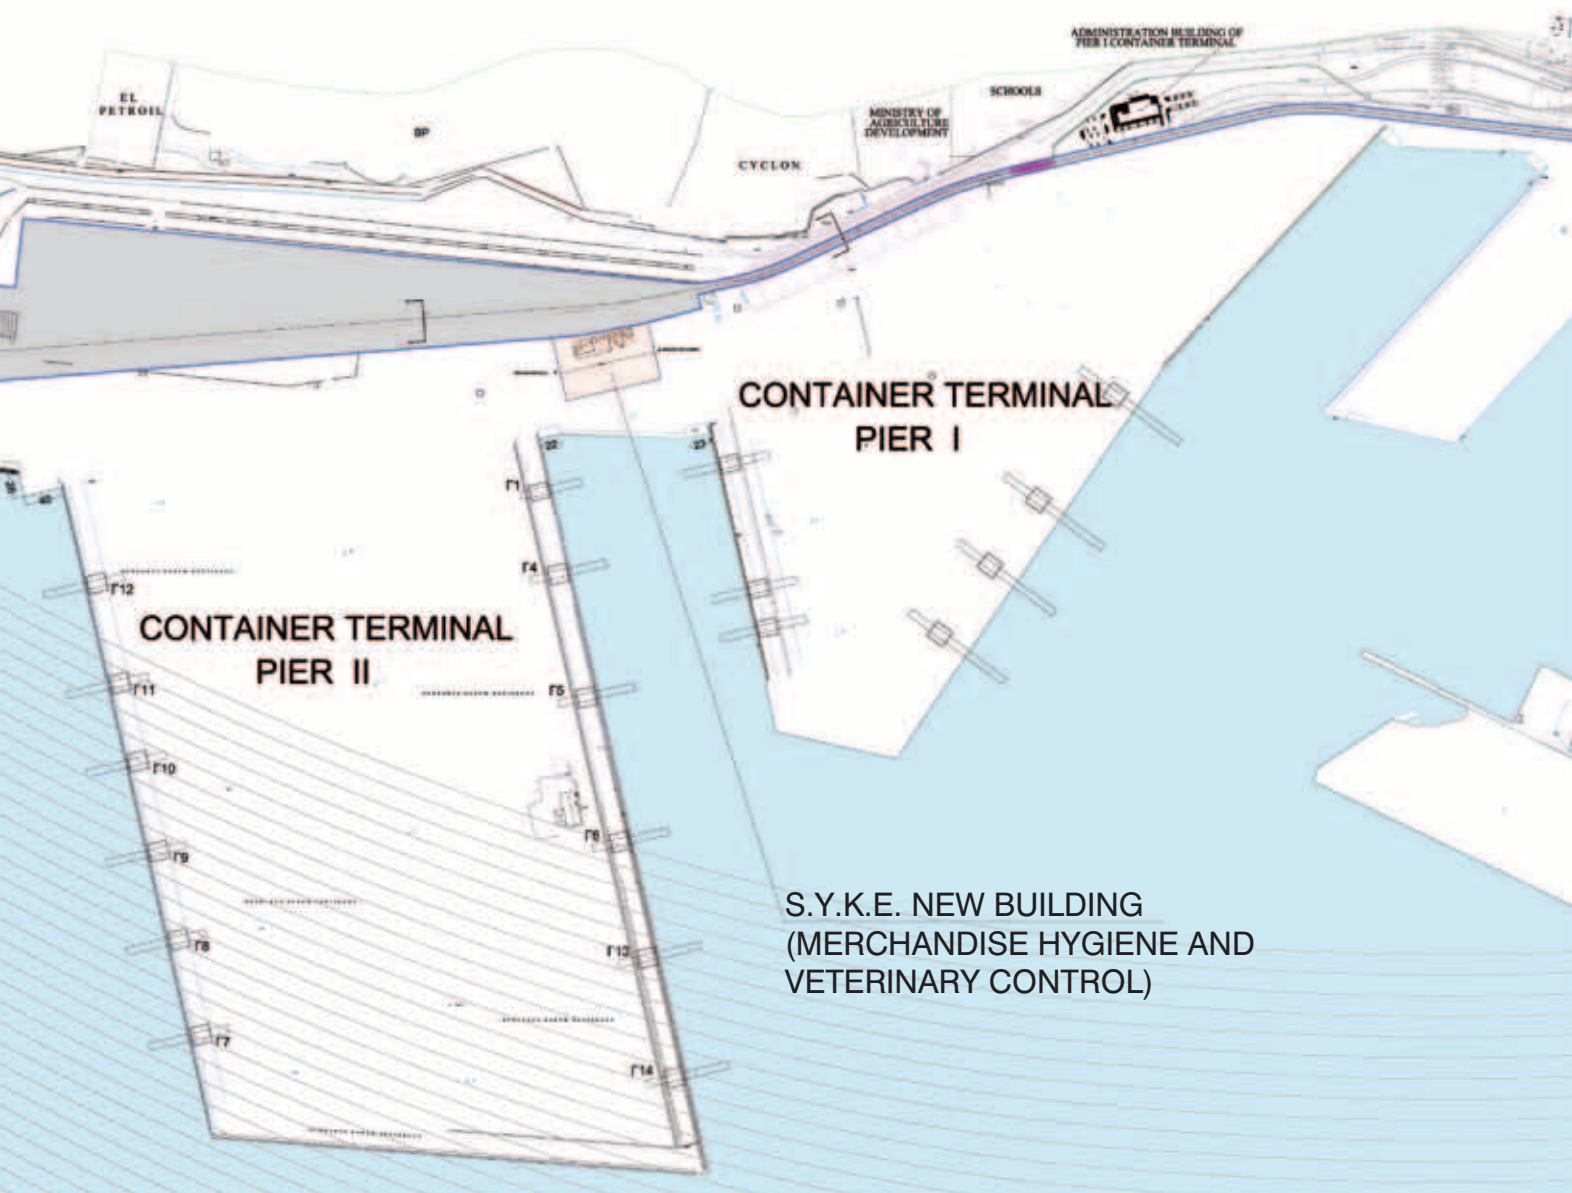 ADMINISTRATION BUILDING OF
PIER I CONTAINER TERMINAL
EL
PETROIL
BP
SCHOOLS
MINISTRY OF
AGRICULTURE
DEVELOPMENT
CYCLON
CONTAINER TERMINAL
PIER I
22
23
Γ1
Γ4
Γ12
CONTAINER TERMINAL
PIER II
Γ11
Γ5
Γ10
Γ6
Γ9
S.Y.K.E. NEW BUILDING
(MERCHANDISE HYGIENE AND
VETERINARY CONTROL)
Γ8
Γ13
Γ7
Γ14